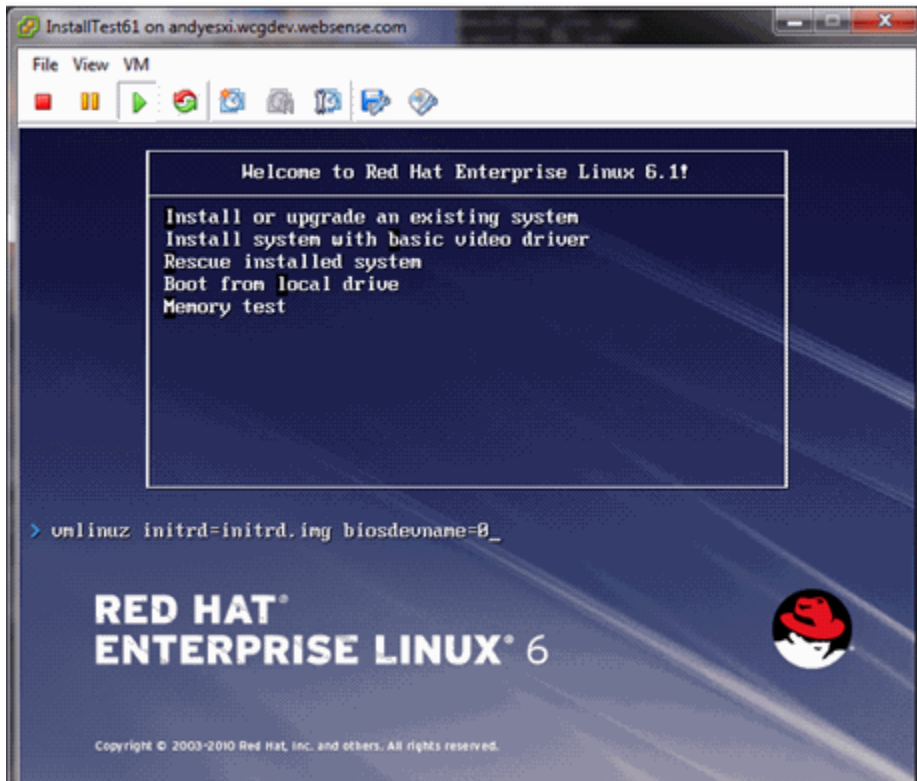 InstallTest61 on andyesxi.wcgdev.websense.com
File View VM
Welcome to Red Hat Enterprise Linux 6.1!
Install or upgrade an existing system
Install system with basic video driver
Rescue installed system
Boot from local drive
Memory test
> vmlinuz initrd=initrd.img biosdevname=0_
RED HAT®
ENTERPRISE LINUX® 6
Copyright © 2003-2010 Red Hat, Inc. and others. All rights reserved.